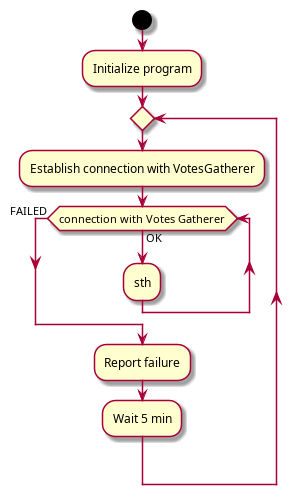 Initialize program
Establish connection with VotesGatherer
FAILED
connection with Votes Gatherer
OK
sth
Report failure
Wait 5 min